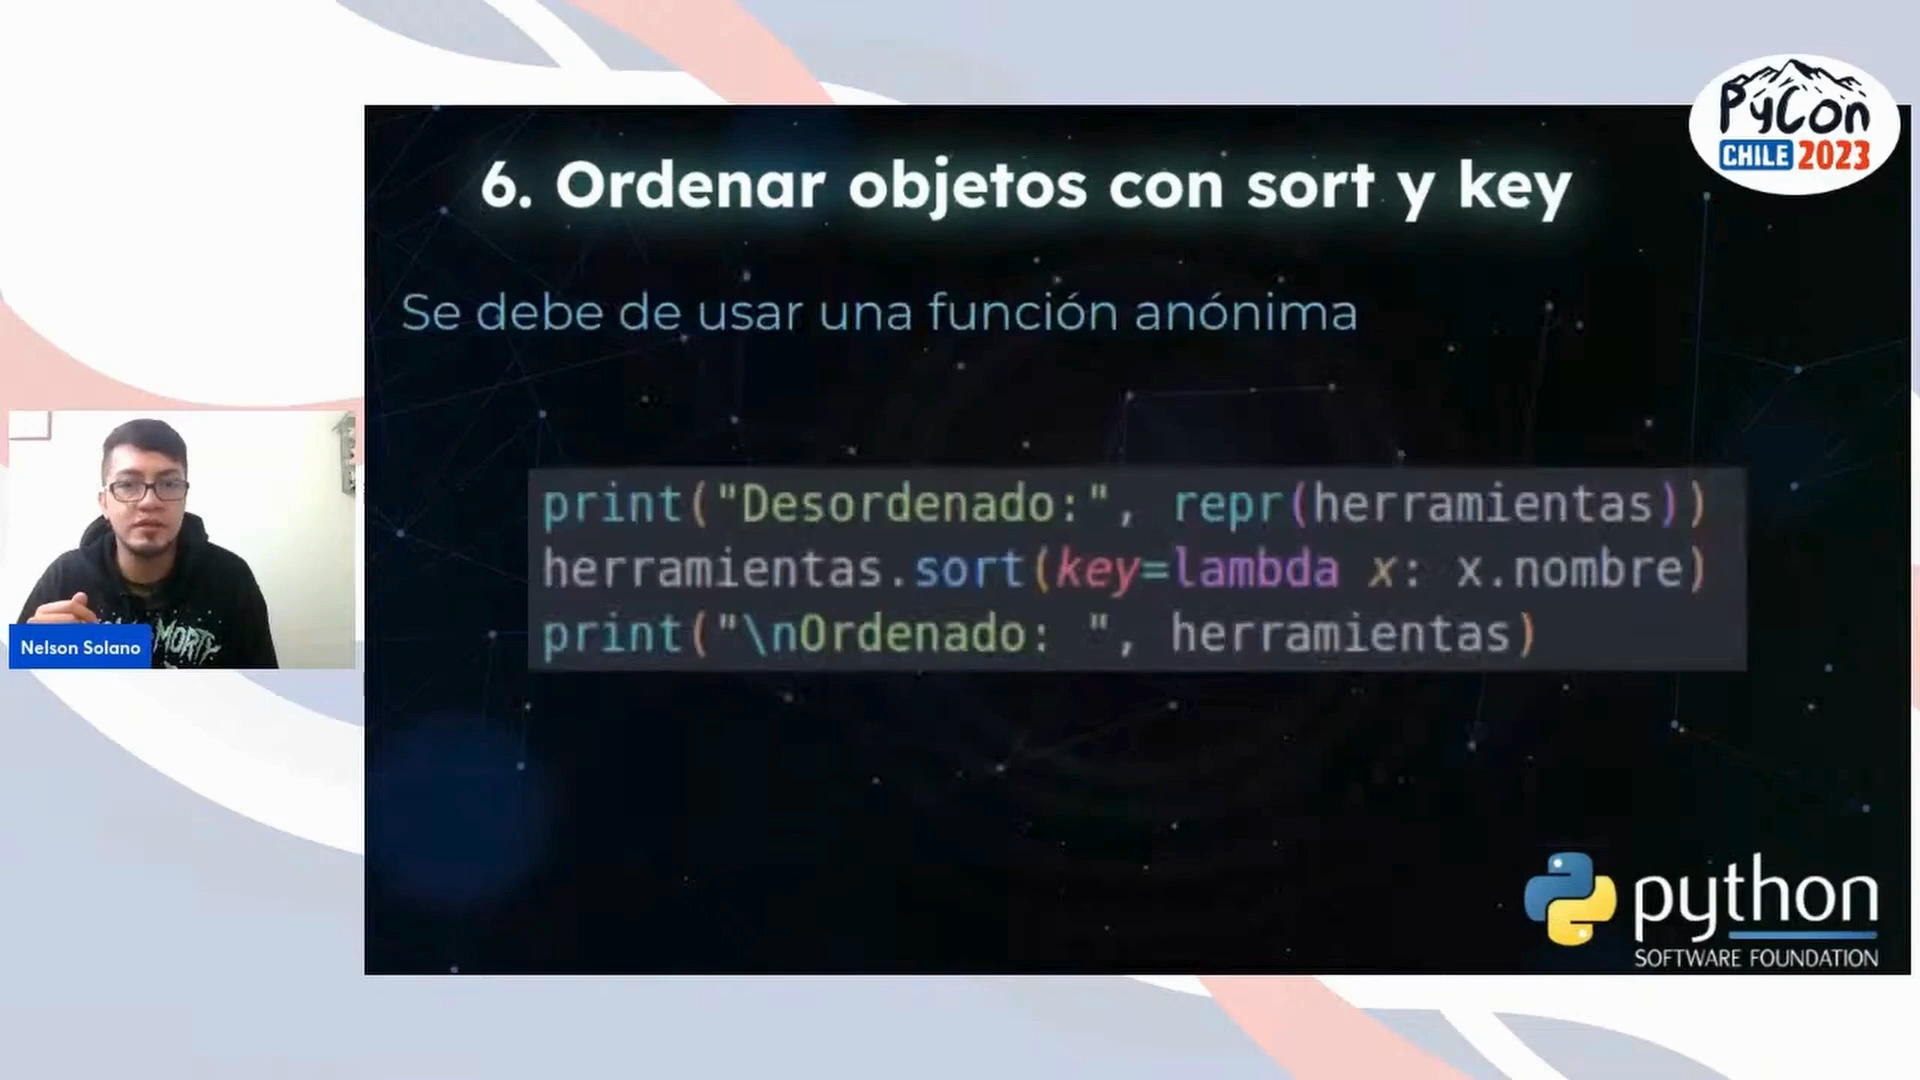 PyCon
CHILE 2023
6. Ordenar objetos con sort y key
Se debe de usar una función anónima
print("Desordenado:", repr(herramientas))
herramientas.sort(key=lambda x: x.nombre)
print("\nOrdenado: ", herramientas)
MORTY
Nelson Solano
python
SOFTWARE FOUNDATION